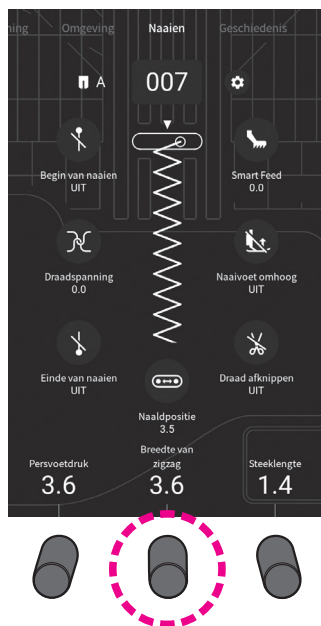 ning Omgeving Naaien Geschiedenis
A 007
Begin van naaien
UIT
Smart Feed
0.0
Draadspanning
0.0
Naaivoet omhoog
UIT
Einde van naaien
UIT
Draad afknippen
UIT
Naaldpositie
3.5
Persvoetdruk
3.6
Breedte van
zigzag
3.6
Steeklengte
1.4